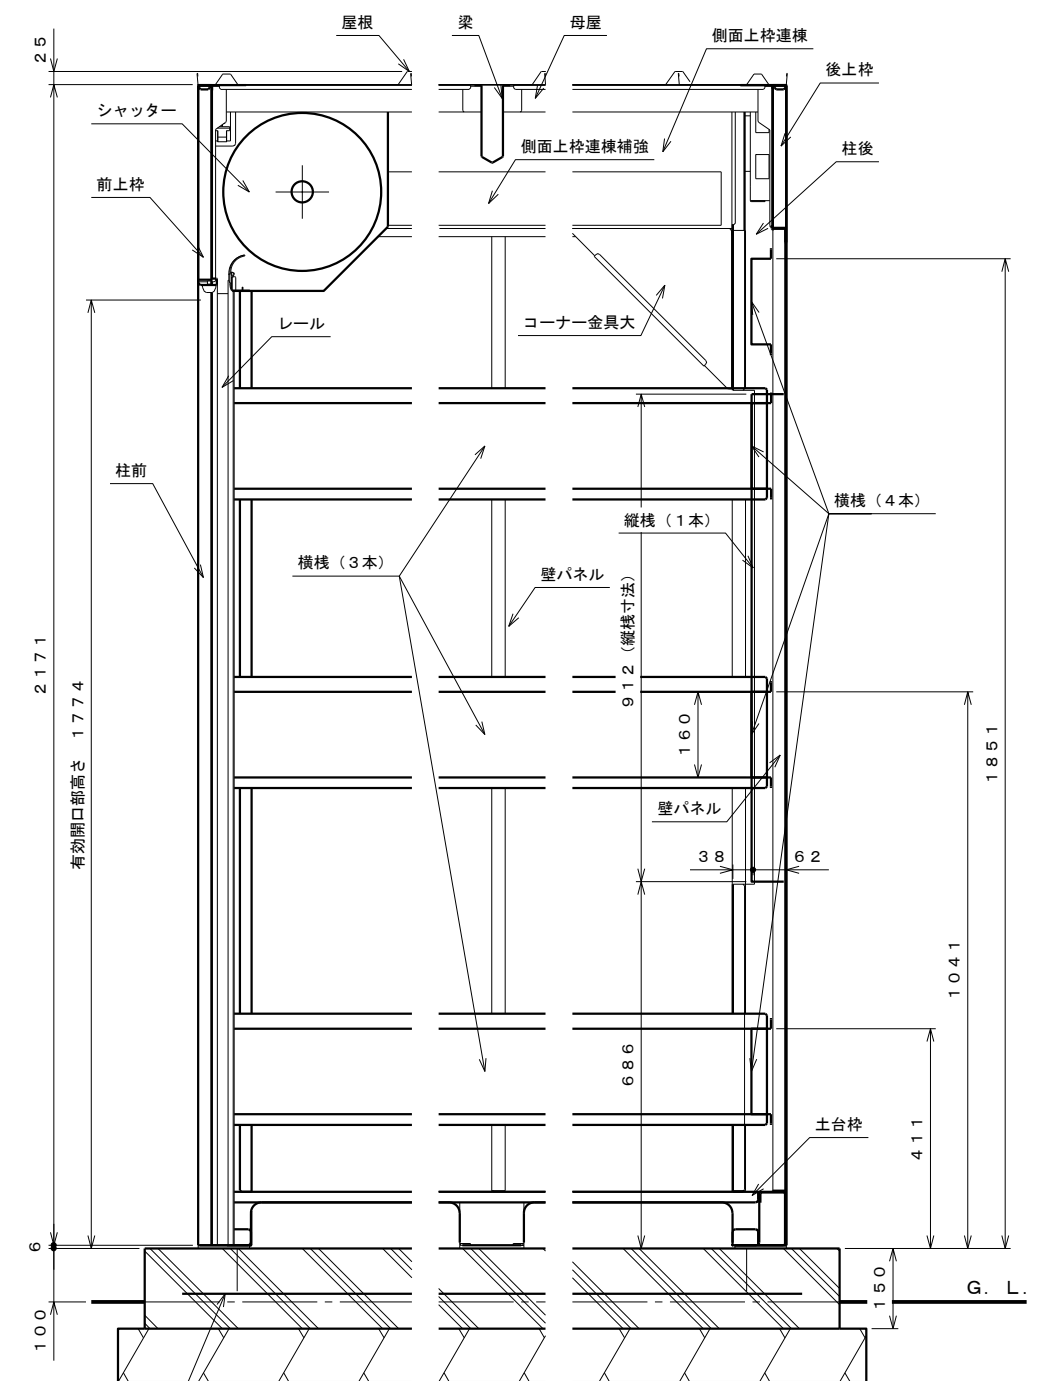 屋根
梁
母屋
側面上枠連棟
後上枠
25
シャッター
側面上枠連棟補強
柱後
前上枠
レール
コーナー金具大
柱前
縦桟（1本）
横桟（4本）
横桟（3本）
壁パネル
912（縦桟寸法）
2171
有効開口部高さ 1774
160
1851
壁パネル
38
62
1041
686
411
土台枠
6
150
G. L.
100